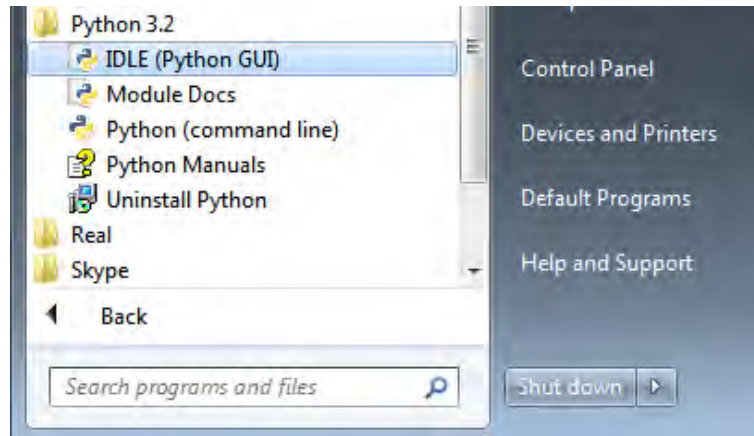 Python 3.2
IDLE (Python GUI)
Module Docs
Python (command line)
Python Manuals
Uninstall Python
Real
Skype
Back
Search programs and files
Control Panel
Devices and Printers
Default Programs
Help and Support
Shut down